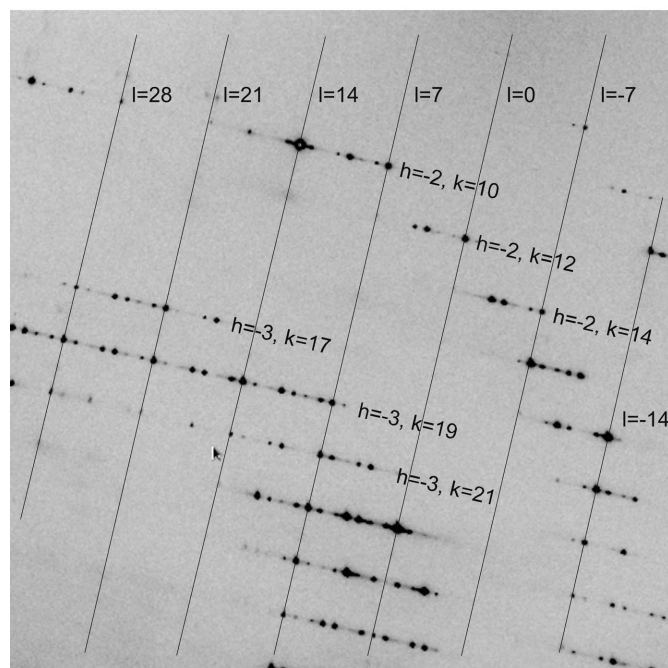 l=28 l=21 l=14 l=7 l=0 l=-7
h=-2, k=10
h=-2, k=12
h=-2, k=14
h=-3, k=17
h=-3, k=19
l=-14
h=-3, k=21